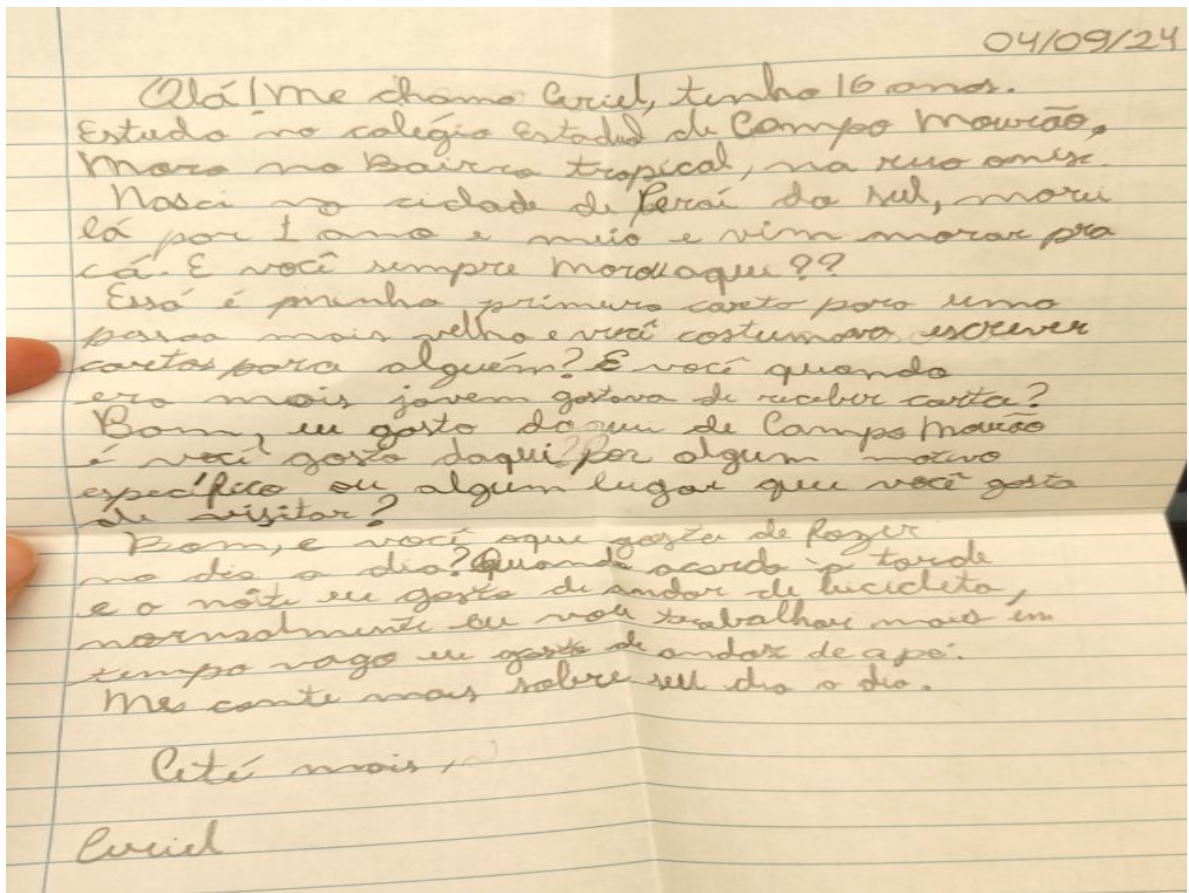 04/09/24
Olá! Me chamo Auriel, tenho 16 anos.
Estudo no colégio Estadual de Campo Mourão,
Moro no Bairro tropical, na rua
Nasci na cidade de Peraí do sul, morei
lá por 1 ano e meio e vim morar pra
cá. E você sempre morou aqui??
Essá é minha primeira carta para uma
pessoa mais velha e você costumava escrever
cartas para alguém? E você quando
era mais jovem gostava de receber carta?
Bom, eu gosto daqui de Campo Mourão
é você gosta daqui? Por algum motivo
específico ou algum lugar que você gosta
de visitar?
Bom, e você oque gosta de fazer
no dia a dia? Quando acordo à tarde
e a noite eu gosto de andar de bicicleta,
normalmente eu vou trabalhar mais em
tempo vago eu gosto de andar de a pé.
Me conte mais sobre seu dia a dia.
Até mais,
Auriel